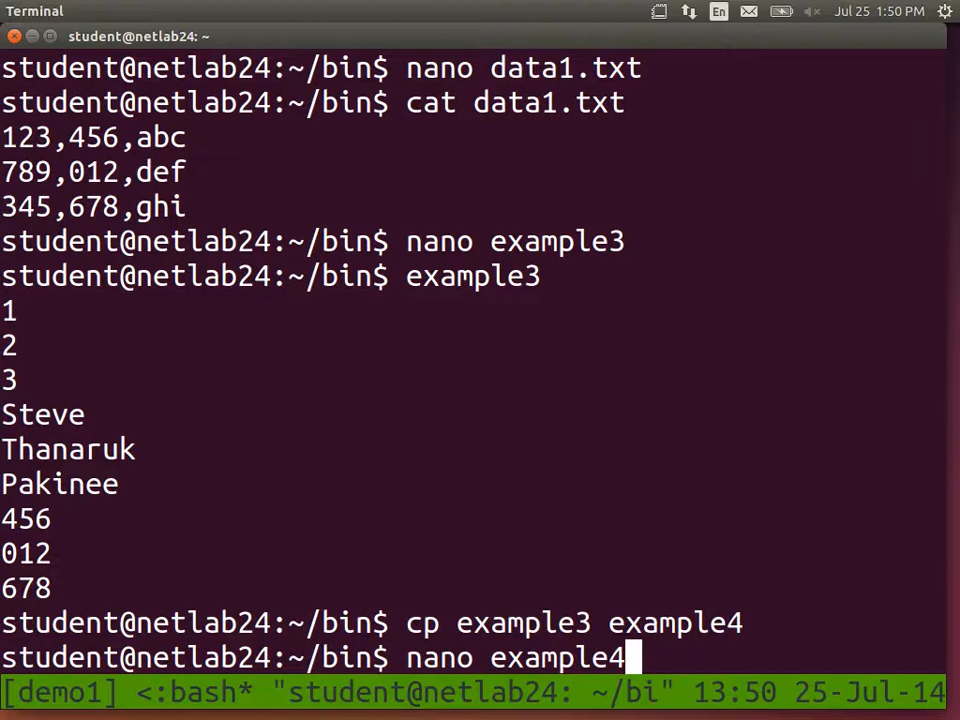 Terminal En Jul 25 1:50 PM
student@netlab24: ~
student@netlab24:~/bin$ nano data1.txt
student@netlab24:~/bin$ cat data1.txt
123,456,abc
789,012,def
345,678,ghi
student@netlab24:~/bin$ nano example3
student@netlab24:~/bin$ example3
1
2
3
Steve
Thanaruk
Pakinee
456
012
678
student@netlab24:~/bin$ cp example3 example4
student@netlab24:~/bin$ nano example4
[demo1] <:bash* "student@netlab24: ~/bi" 13:50 25-Jul-14